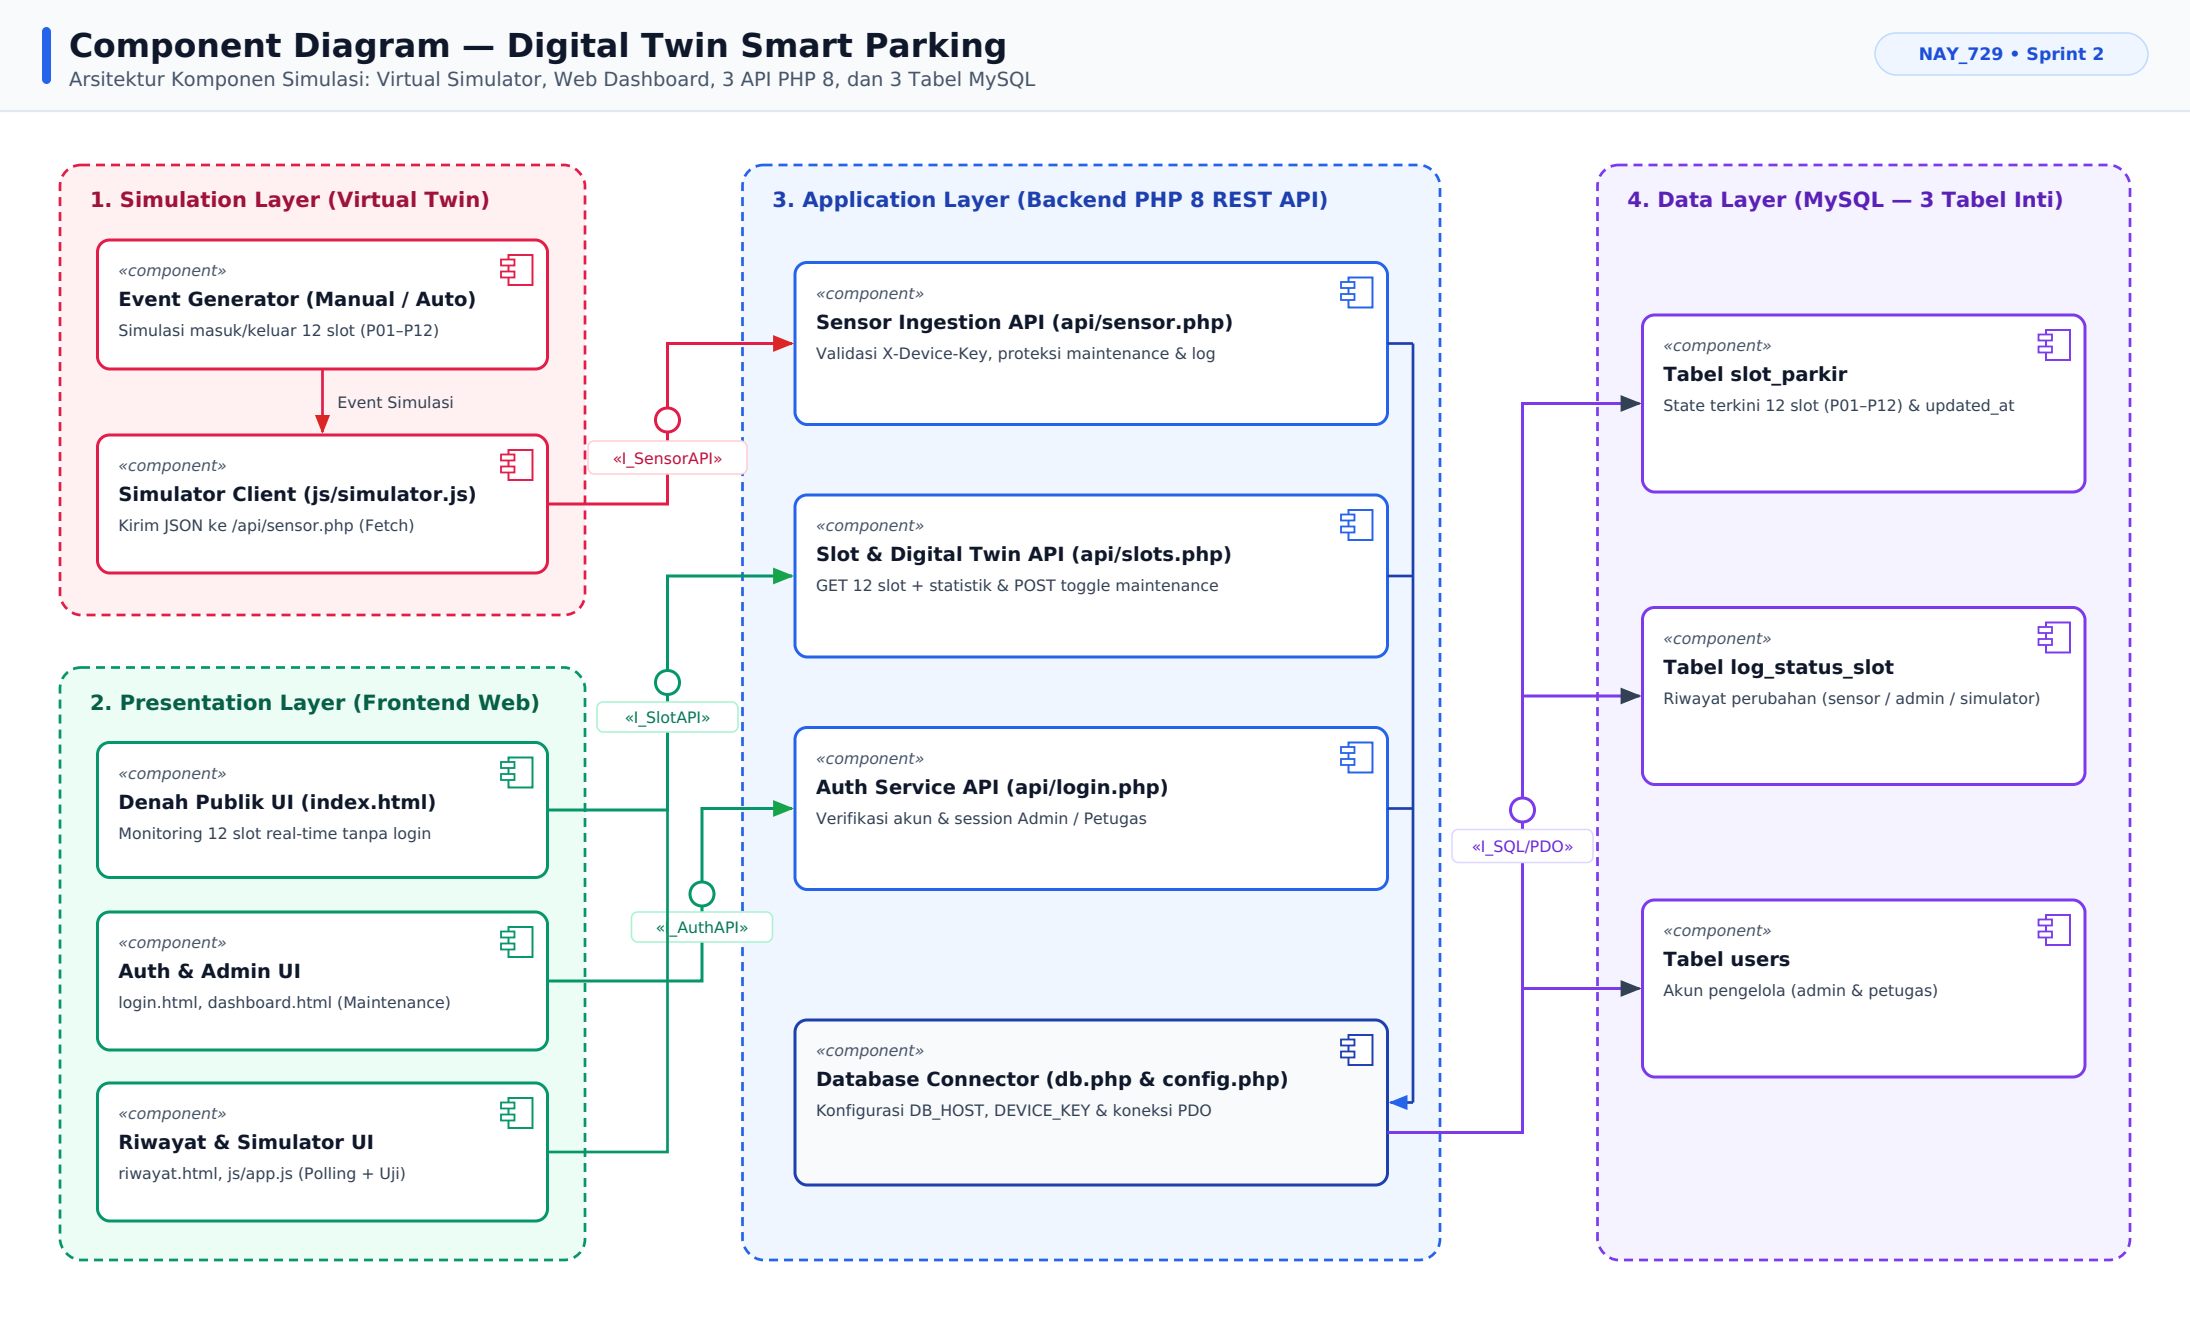 Component Diagram — Digital Twin Smart Parking
Arsitektur Komponen Simulasi: Virtual Simulator, Web Dashboard, 3 API PHP 8, dan 3 Tabel MySQL
NAY_729 • Sprint 2
1. Simulation Layer (Virtual Twin)
«component»
Event Generator (Manual / Auto)
Simulasi masuk/keluar 12 slot (P01–P12)
Event Simulasi
«component»
Simulator Client (js/simulator.js)
Kirim JSON ke /api/sensor.php (Fetch)
«I_SensorAPI»
2. Presentation Layer (Frontend Web)
«component»
Denah Publik UI (index.html)
Monitoring 12 slot real-time tanpa login
«component»
Auth & Admin UI
login.html, dashboard.html (Maintenance)
«component»
Riwayat & Simulator UI
riwayat.html, js/app.js (Polling + Uji)
«I_SlotAPI»
«I_AuthAPI»
3. Application Layer (Backend PHP 8 REST API)
«component»
Sensor Ingestion API (api/sensor.php)
Validasi X-Device-Key, proteksi maintenance & log
«component»
Slot & Digital Twin API (api/slots.php)
GET 12 slot + statistik & POST toggle maintenance
«component»
Auth Service API (api/login.php)
Verifikasi akun & session Admin / Petugas
«component»
Database Connector (db.php & config.php)
Konfigurasi DB_HOST, DEVICE_KEY & koneksi PDO
«I_SQL/PDO»
4. Data Layer (MySQL — 3 Tabel Inti)
«component»
Tabel slot_parkir
State terkini 12 slot (P01–P12) & updated_at
«component»
Tabel log_status_slot
Riwayat perubahan (sensor / admin / simulator)
«component»
Tabel users
Akun pengelola (admin & petugas)